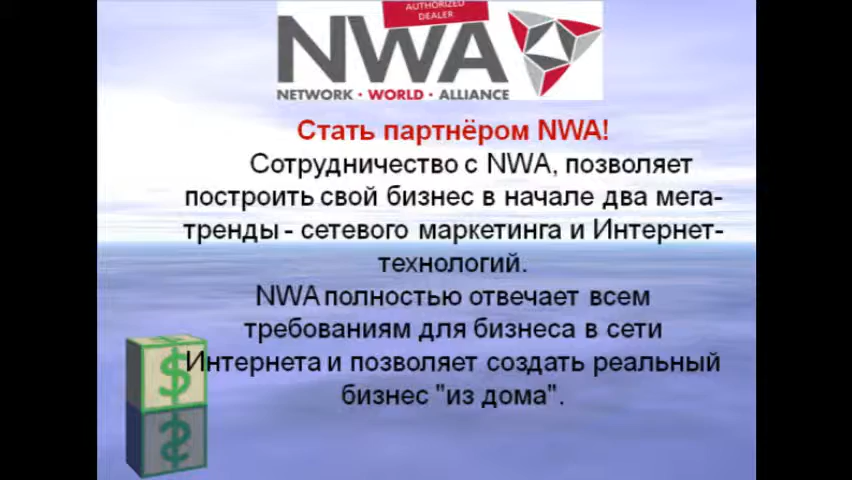 AUTHORIZED
DEALER
NWA
NETWORK · WORLD · ALLIANCE
Стать партнёром NWA!
Сотрудничество с NWA, позволяет
построить свой бизнес в начале два мега-
тренды - сетевого маркетинга и Интернет-
технологий.
NWA полностью отвечает всем
требованиям для бизнеса в сети
Интернета и позволяет создать реальный
бизнес "из дома".
$
$